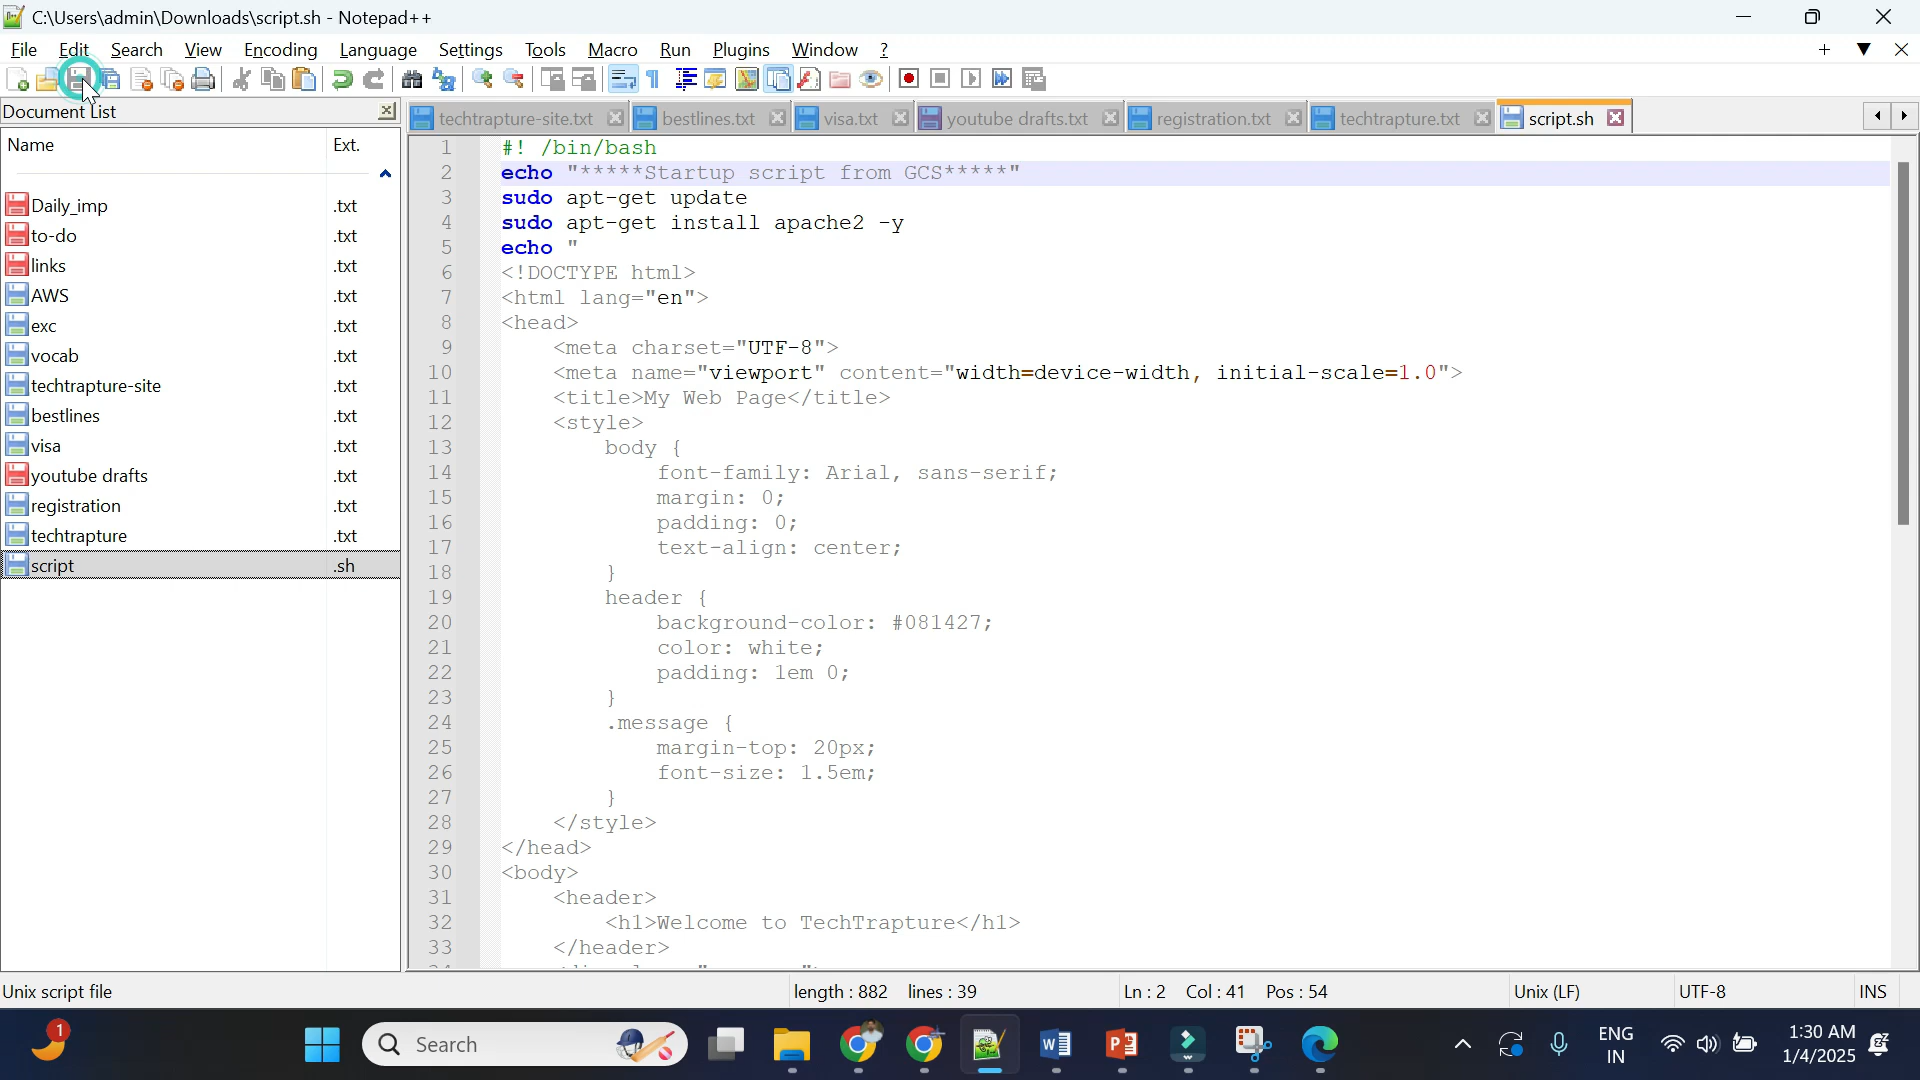 C:\Users\admin\Downloads\script.sh - Notepad++
File Edit Search View Encoding Language Settings Tools Macro Run Plugins Window ?
Document List
Name Ext.
Daily_imp .txt
to-do .txt
links .txt
AWS .txt
exc .txt
vocab .txt
techtrapture-site .txt
bestlines .txt
visa .txt
youtube drafts .txt
registration .txt
techtrapture .txt
script .sh
techtrapture-site.txt bestlines.txt visa.txt youtube drafts.txt registration.txt techtrapture.txt script.sh
1 #! /bin/bash
2 echo "*****Startup script from GCS*****"
3 sudo apt-get update
4 sudo apt-get install apache2 -y
5 echo "
6 <!DOCTYPE html>
7 <html lang="en">
8 <head>
9 <meta charset="UTF-8">
10 <meta name="viewport" content="width=device-width, initial-scale=1.0">
11 <title>My Web Page</title>
12 <style>
13 body {
14 font-family: Arial, sans-serif;
15 margin: 0;
16 padding: 0;
17 text-align: center;
18 }
19 header {
20 background-color: #081427;
21 color: white;
22 padding: 1em 0;
23 }
24 .message {
25 margin-top: 20px;
26 font-size: 1.5em;
27 }
28 </style>
29 </head>
30 <body>
31 <header>
32 <h1>Welcome to TechTrapture</h1>
33 </header>
Unix script file length : 882 lines : 39 Ln : 2 Col : 41 Pos : 54 Unix (LF) UTF-8 INS
1
Search
ENG
IN
1:30 AM
1/4/2025